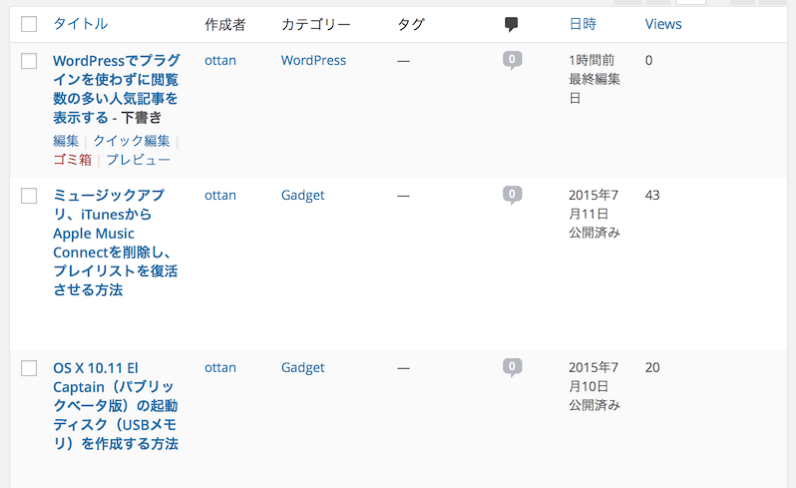 タイトル 作成者 カテゴリー タグ 日時 Views
WordPressでプラグ ottan WordPress — 0 1時間前 0
インを使わずに閲覧 最終編集
数の多い人気記事を 日
表示する - 下書き
編集 | クイック編集 |
ゴミ箱 | プレビュー
ミュージックアプ ottan Gadget — 0 2015年7 43
リ、iTunesから 月11日
Apple Music 公開済み
Connectを削除し、
プレイリストを復活
させる方法
OS X 10.11 El ottan Gadget — 0 2015年7 20
Captain（パブリッ 月10日
クベータ版）の起動 公開済み
ディスク（USBメモ
リ）を作成する方法